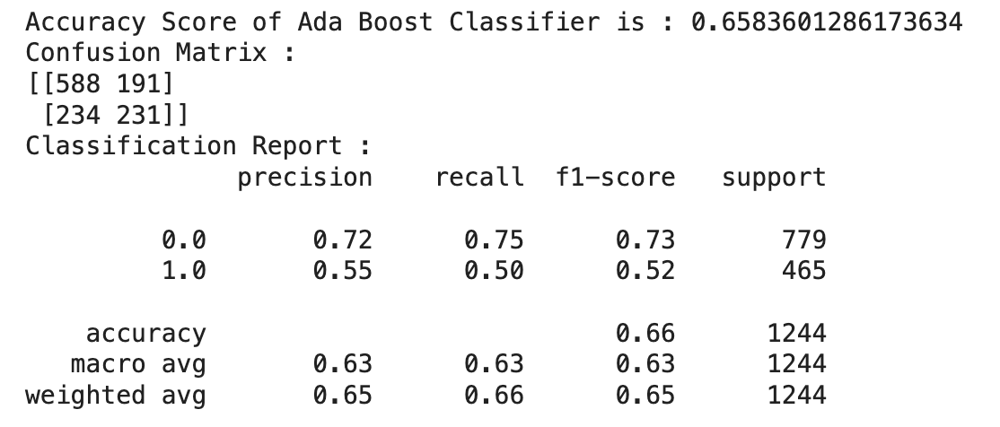 Accuracy Score of Ada Boost Classifier is : 0.6583601286173634
Confusion Matrix :
[[588 191]
 [234 231]]
Classification Report :
              precision    recall  f1-score   support

         0.0       0.72      0.75      0.73       779
         1.0       0.55      0.50      0.52       465

    accuracy                           0.66      1244
   macro avg       0.63      0.63      0.63      1244
weighted avg       0.65      0.66      0.65      1244